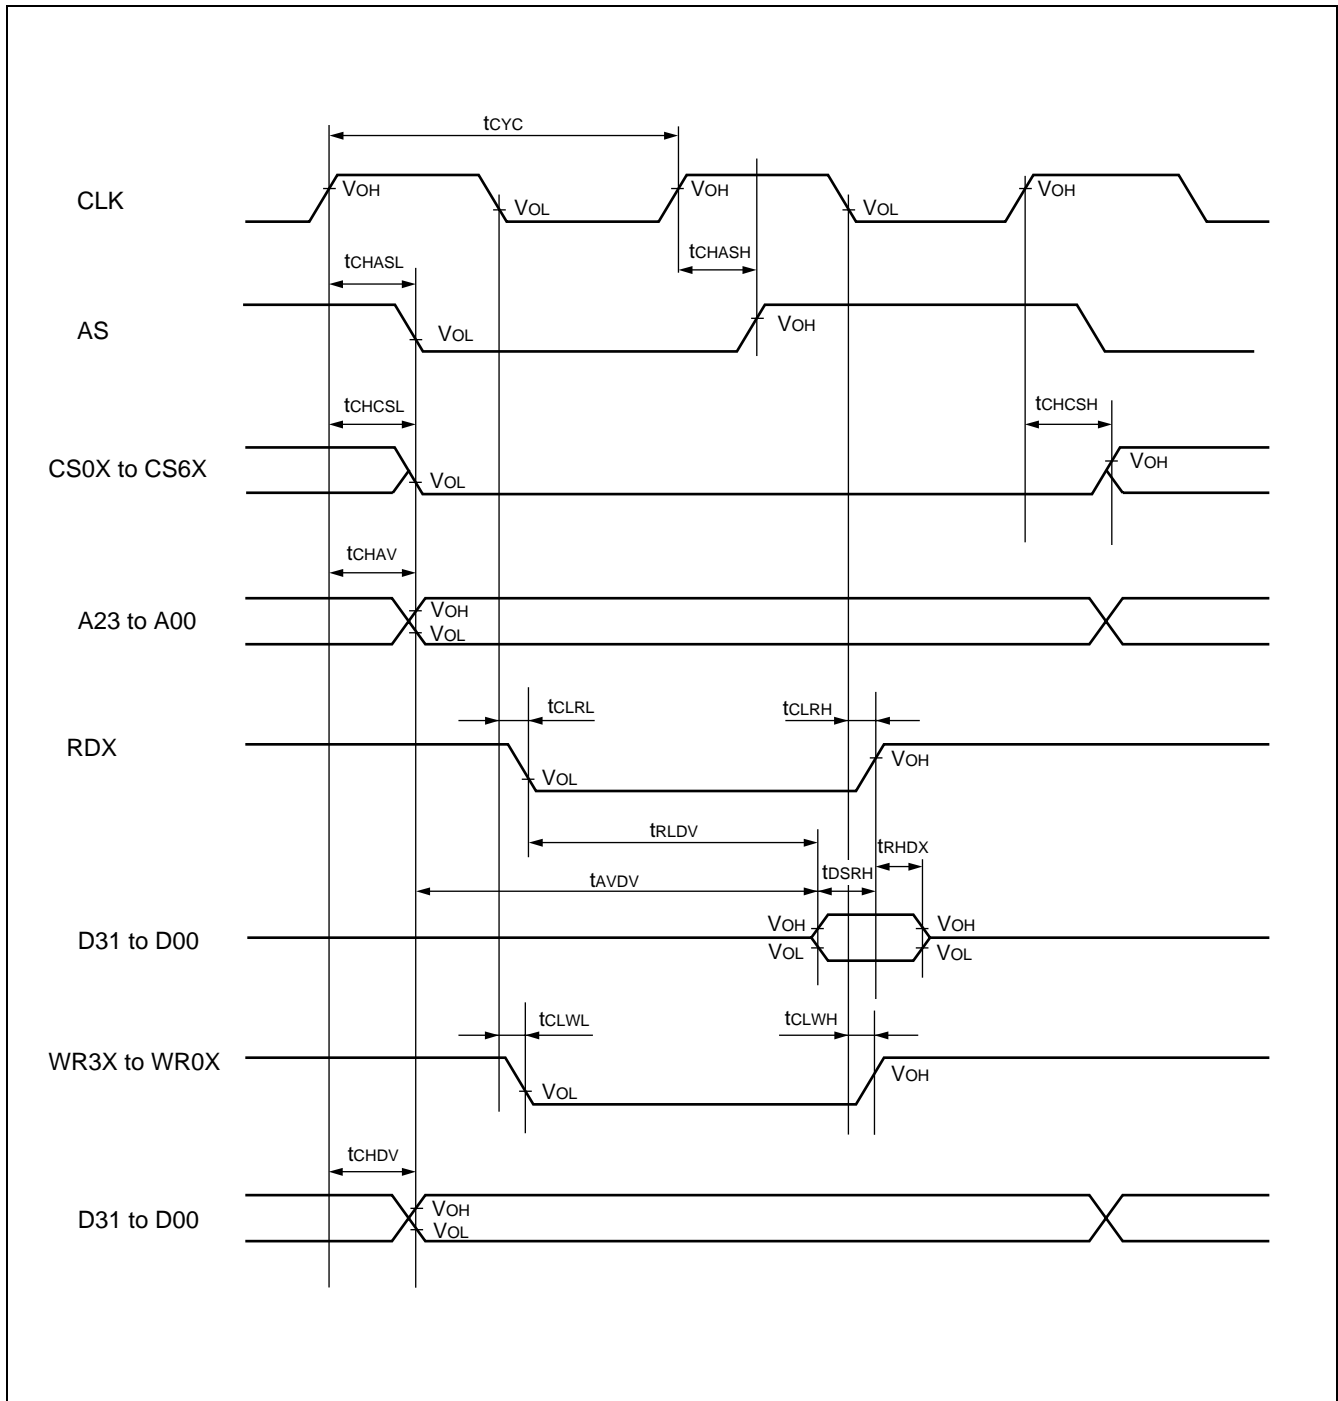 tCYC
CLK
VOH
VOL
VOH
VOL
VOH
tCHASL
tCHASH
AS
VOL
VOH
tCHCSL
tCHCSH
CS0X to CS6X
VOL
VOH
tCHAV
A23 to A00
VOH
VOL
tCLRL
tCLRH
RDX
VOL
VOH
tRLDV
tRHDX
tAVDV
tDSRH
D31 to D00
VOH
VOL
VOH
VOL
tCLWL
tCLWH
WR3X to WR0X
VOL
VOH
tCHDV
D31 to D00
VOH
VOL